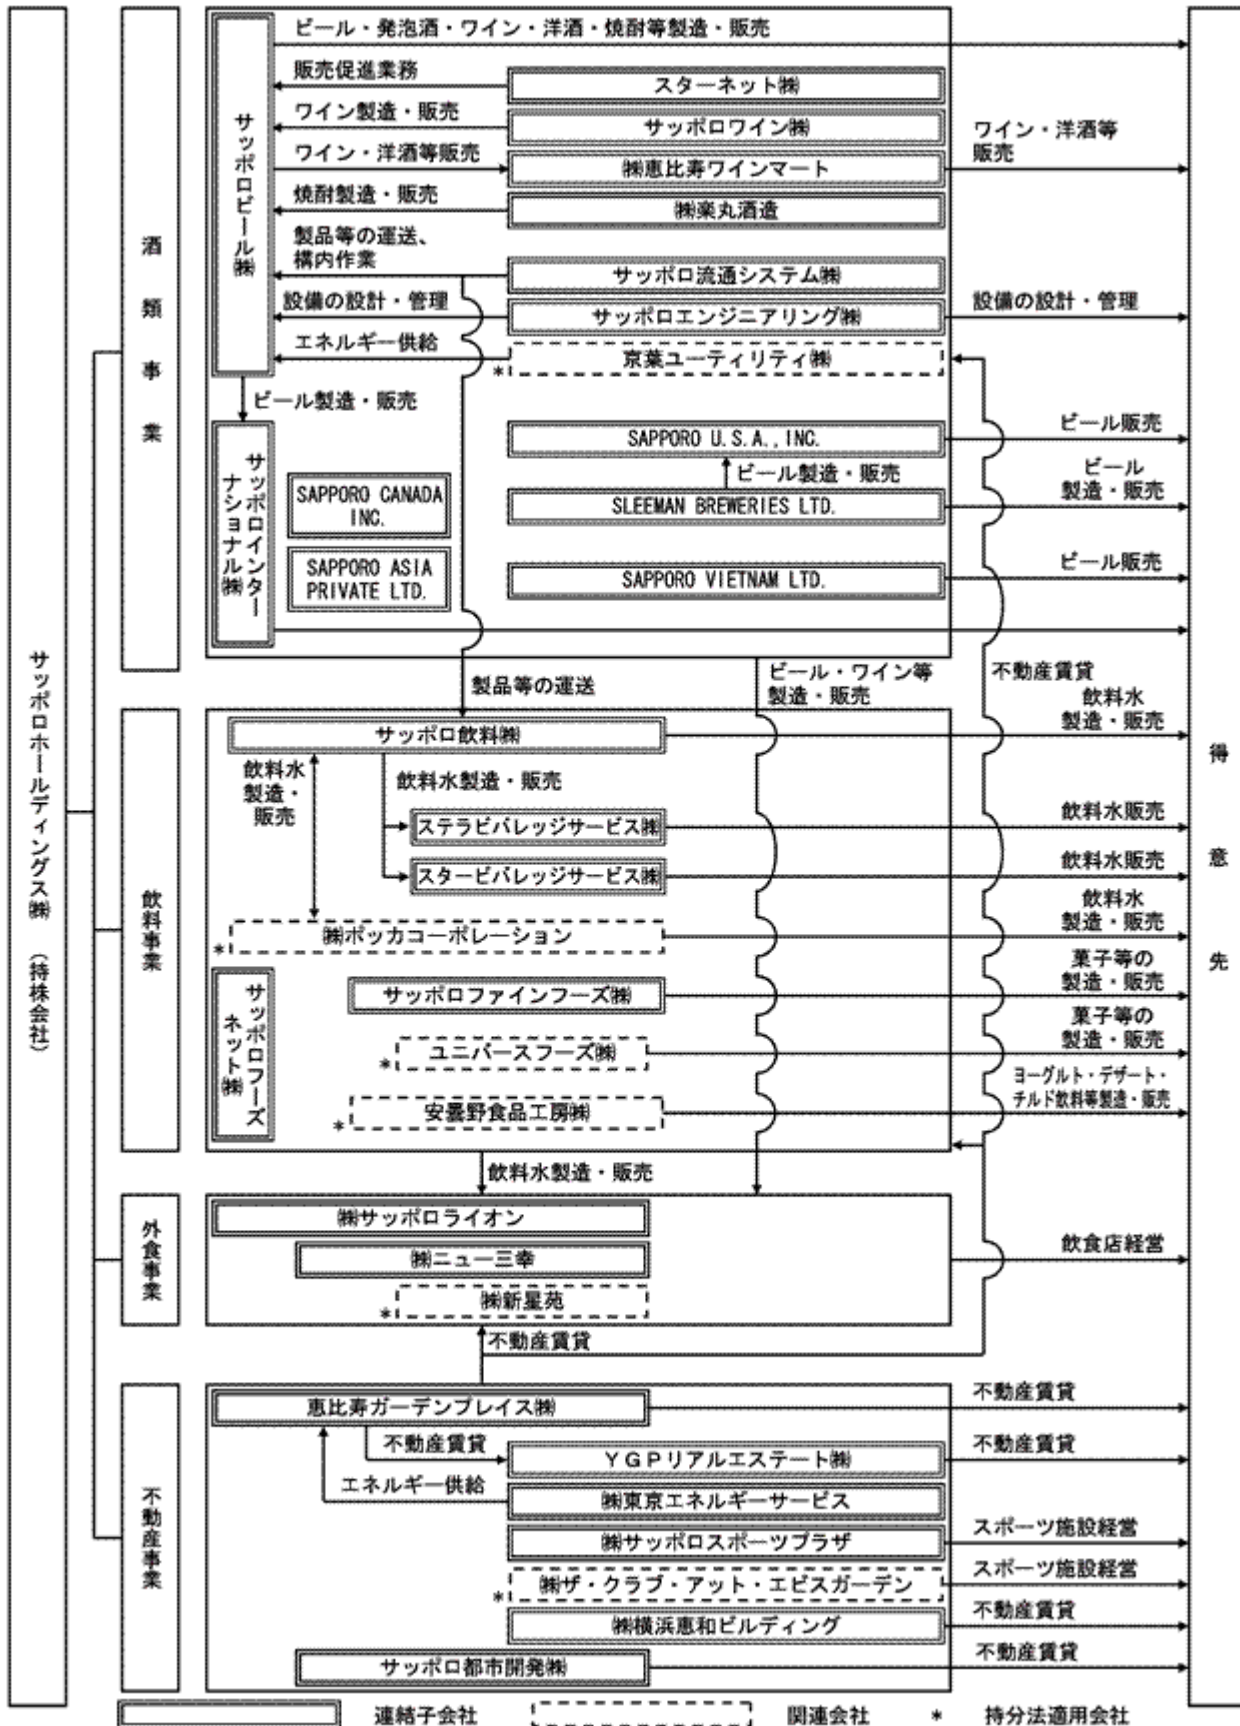 サッポロホールディングス㈱ (持株会社)
酒類事業
サッポロビール㈱
ビール・発泡酒・ワイン・洋酒・焼酎等製造・販売
販売促進業務
スターネット㈱
ワイン製造・販売
サッポロワイン㈱
ワイン・洋酒等販売
㈱恵比寿ワインマート
ワイン・洋酒等
販売
焼酎製造・販売
㈱楽丸酒造
製品等の運送、
構内作業
サッポロ流通システム㈱
設備の設計・管理
サッポロエンジニアリング㈱
設備の設計・管理
エネルギー供給
*
京葉ユーティリティ㈱
ビール製造・販売
サッポロインター
ナショナル㈱
SAPPORO CANADA
INC.
SAPPORO ASIA
PRIVATE LTD.
SAPPORO U.S.A., INC.
ビール販売
ビール製造・販売
SLEEMAN BREWERIES LTD.
ビール
製造・販売
SAPPORO VIETNAM LTD.
ビール販売
製品等の運送
ビール・ワイン等
製造・販売
不動産賃貸
飲料事業
サッポロ飲料㈱
飲料水
製造・販売
飲料水
製造・
販売
飲料水製造・販売
ステラビバレッジサービス㈱
飲料水販売
スタービバレッジサービス㈱
飲料水販売
*
㈱ポッカコーポレーション
飲料水
製造・販売
サッポロフーズ
ネット㈱
サッポロファインフーズ㈱
菓子等の
製造・販売
*
ユニバースフーズ㈱
菓子等の
製造・販売
*
安曇野食品工房㈱
ヨーグルト・デザート・
チルド飲料等製造・販売
飲料水製造・販売
外食事業
㈱サッポロライオン
㈱ニュー三幸
*
㈱新星苑
飲食店経営
不動産賃貸
不動産事業
恵比寿ガーデンプレイス㈱
不動産賃貸
不動産賃貸
YGPリアルエステート㈱
不動産賃貸
エネルギー供給
㈱東京エネルギーサービス
㈱サッポロスポーツプラザ
スポーツ施設経営
*
㈱ザ・クラブ・アット・エビスガーデン
スポーツ施設経営
㈱横浜恵和ビルディング
不動産賃貸
サッポロ都市開発㈱
不動産賃貸
得意先
連結子会社
関連会社
* 持分法適用会社